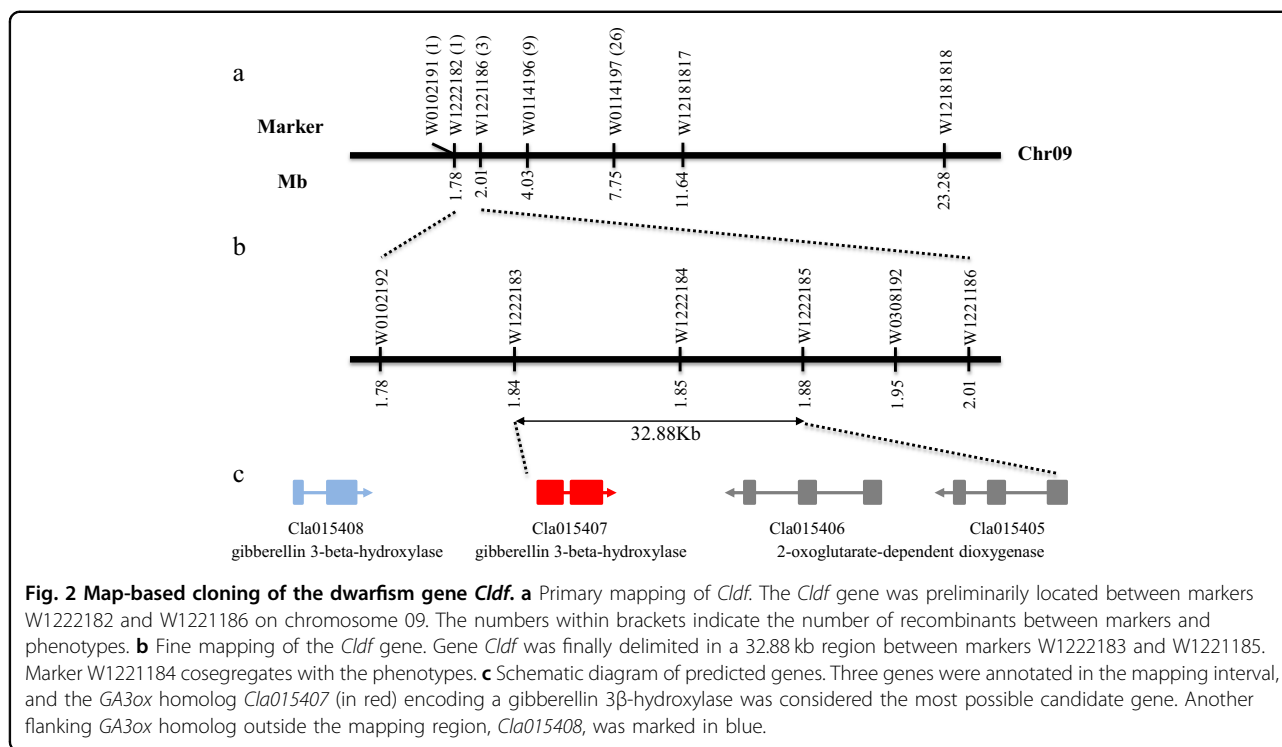 a
W0102191 (1)
W1222182 (1)
W1221186 (3)
W0114196 (9)
W0114197 (26)
W12181817
W12181818
Marker
Chr09
Mb
1.78
2.01
4.03
7.75
11.64
23.28
b
W0102192
W1222183
W1222184
W1222185
W0308192
W1221186
1.78
1.84
1.85
1.88
1.95
2.01
32.88Kb
c
Cla015408
gibberellin 3-beta-hydroxylase
Cla015407
gibberellin 3-beta-hydroxylase
Cla015406
Cla015405
2-oxoglutarate-dependent dioxygenase
Fig. 2 Map-based cloning of the dwarfism gene Cldf. a Primary mapping of Cldf. The Cldf gene was preliminarily located between markers
W1222182 and W1221186 on chromosome 09. The numbers within brackets indicate the number of recombinants between markers and
phenotypes. b Fine mapping of the Cldf gene. Gene Cldf was finally delimited in a 32.88 kb region between markers W1222183 and W1221185.
Marker W1221184 cosegregates with the phenotypes. c Schematic diagram of predicted genes. Three genes were annotated in the mapping interval,
and the GA3ox homolog Cla015407 (in red) encoding a gibberellin 3β-hydroxylase was considered the most possible candidate gene. Another
flanking GA3ox homolog outside the mapping region, Cla015408, was marked in blue.